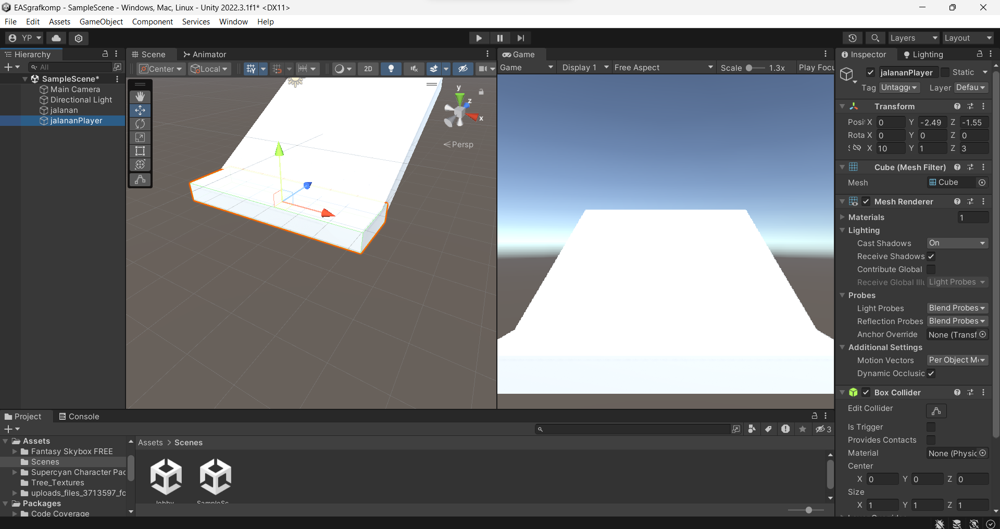 EASgrafkomp - SampleScene - Windows, Mac, Linux - Unity 2022.3.1f1* <DX11>
File Edit Assets GameObject Component Services Window Help
YP Layers Layout
Hierarchy
All
SampleScene*
Main Camera
Directional Light
jalanan
jalananPlayer
Scene Animator
Center Local 2D
y
z
x
Persp
Game
Game Display 1 Free Aspect Scale 1.3x Play Focu
Inspector Lighting
jalananPlayer Static
Tag Untagge Layer Defau
Transform
Posit X 0 Y -2.49 Z -1.55
Rota X 0 Y 0 Z 0
X 10 Y 1 Z 3
Cube (Mesh Filter)
Mesh Cube
Mesh Renderer
Materials 1
Lighting
Cast Shadows On
Receive Shadows
Contribute Global
Receive Global Illu Light Probes
Probes
Light Probes Blend Probes
Reflection Probes Blend Probes
Anchor Override None (Transf
Additional Settings
Motion Vectors Per Object M
Dynamic Occlusic
Box Collider
Edit Collider
Is Trigger
Provides Contacts
Material None (Physic
Center
X 0 Y 0 Z 0
Size
X 1 Y 1 Z 1
Project Console
3
Assets
Fantasy Skybox FREE
Scenes
Supercyan Character Pac
Tree_Textures
uploads_files_3713597_fo
Packages
Code Coverage
Assets > Scenes
lobby SampleSc